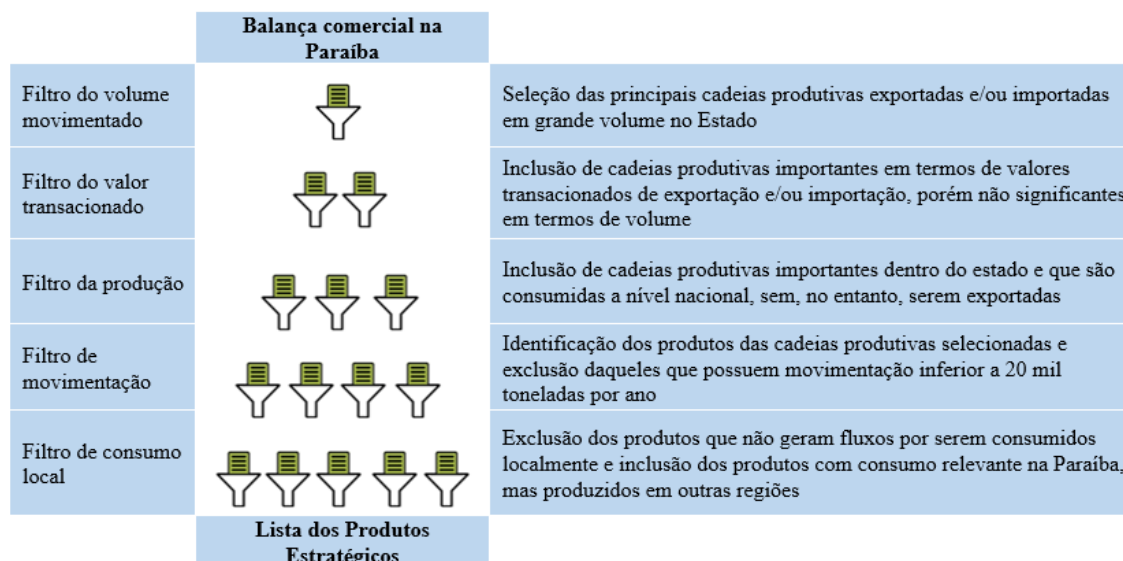 Balança comercial na
Paraíba
Filtro do volume
movimentado
Seleção das principais cadeias produtivas exportadas e/ou importadas
em grande volume no Estado
Filtro do valor
transacionado
Inclusão de cadeias produtivas importantes em termos de valores
transacionados de exportação e/ou importação, porém não significantes
em termos de volume
Filtro da produção
Inclusão de cadeias produtivas importantes dentro do estado e que são
consumidas a nível nacional, sem, no entanto, serem exportadas
Filtro de
movimentação
Identificação dos produtos das cadeias produtivas selecionadas e
exclusão daqueles que possuem movimentação inferior a 20 mil
toneladas por ano
Filtro de consumo
local
Exclusão dos produtos que não geram fluxos por serem consumidos
localmente e inclusão dos produtos com consumo relevante na Paraíba,
mas produzidos em outras regiões
Lista dos Produtos
Estratégicos